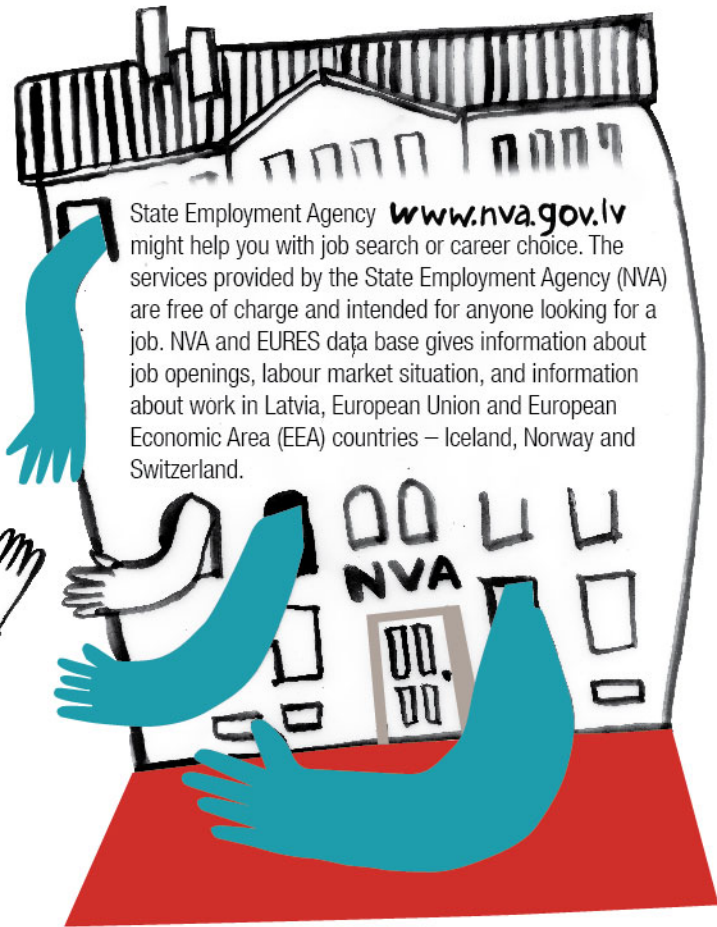 State Employment Agency www.nva.gov.lv
might help you with job search or career choice. The
services provided by the State Employment Agency (NVA)
are free of charge and intended for anyone looking for a
job. NVA and EURES data base gives information about
job openings, labour market situation, and information
about work in Latvia, European Union and European
Economic Area (EEA) countries – Iceland, Norway and
Switzerland.
NVA